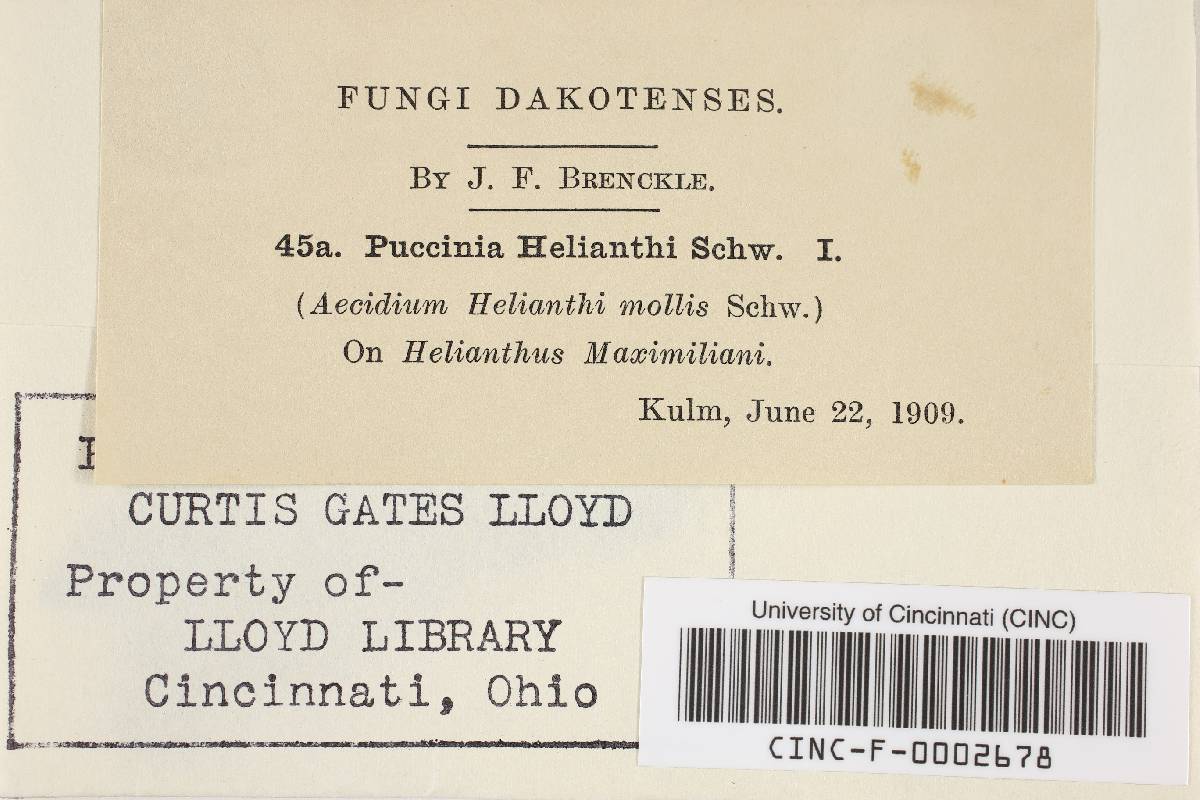 FUNGI DAKOTENSES.
BY J. F. BRENCKLE.
45a. Puccinia Helianthi Schw. I.
(Aecidium Helianthi mollis Schw.)
On Helianthus Maximiliani.
Kulm, June 22, 1909.
CURTIS GATES LLOYD
Property of-
LLOYD LIBRARY
Cincinnati, Ohio
University of Cincinnati (CINC)
CINC-F-0002678